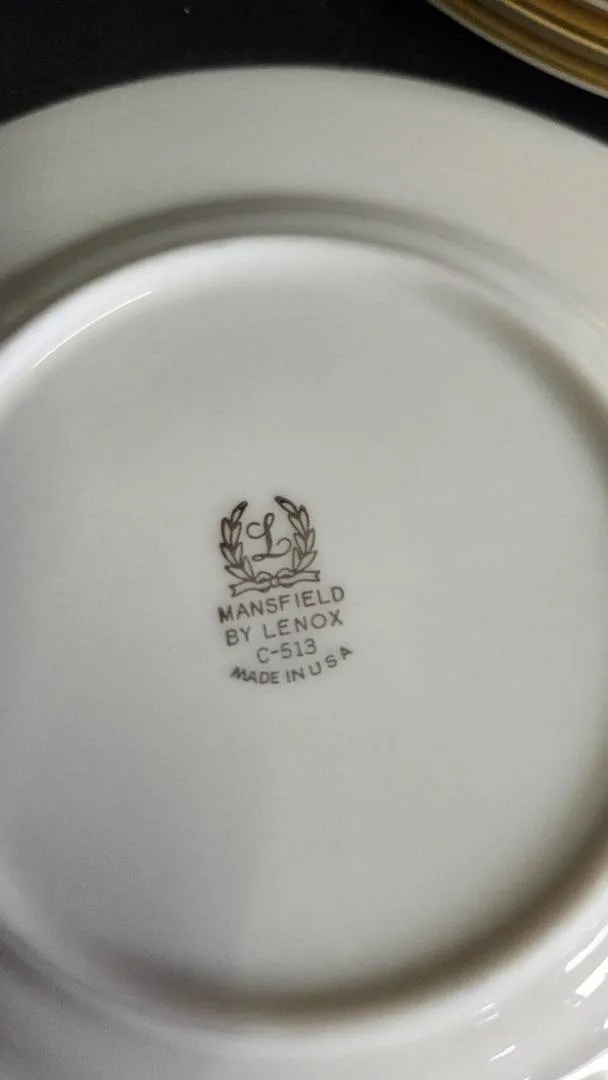 L
MANSFIELD
BY LENOX
C-513
MADE IN USA